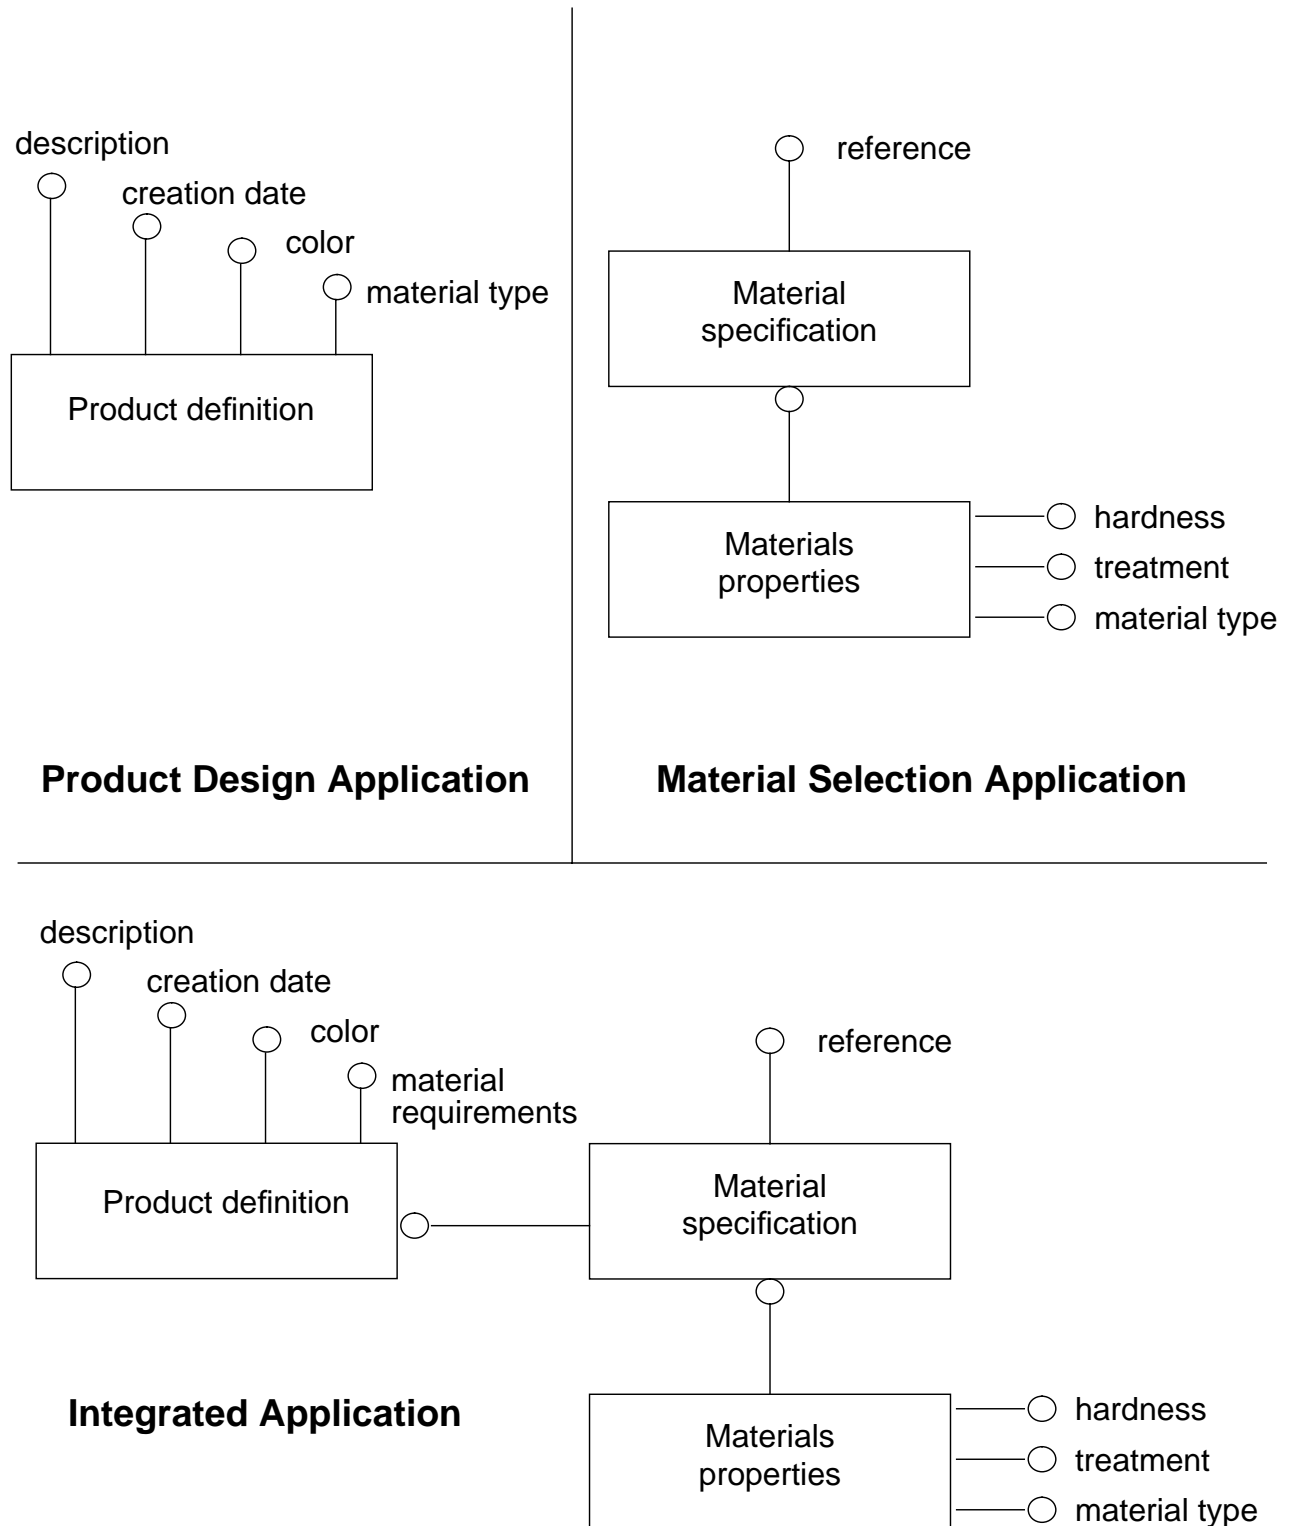 description
creation date
color
material type
Product definition
reference
Material
specification
Materials
properties
hardness
treatment
material type
Product Design Application
Material Selection Application
description
creation date
color
material
requirements
Product definition
reference
Material
specification
Integrated Application
Materials
properties
hardness
treatment
material type